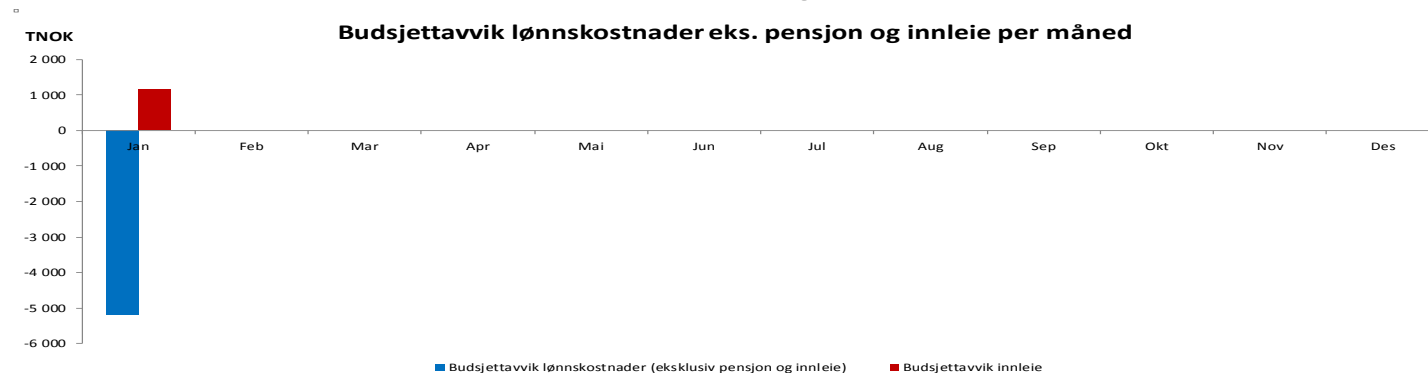 Budsjettavvik lønnskostnader eks. pensjon og innleie per måned
TNOK
2 000
1 000
0
-1 000
-2 000
-3 000
-4 000
-5 000
-6 000
Jan Feb Mar Apr Mai Jun Jul Aug Sep Okt Nov Des
Budsjettavvik lønnskostnader (eksklusiv pensjon og innleie) Budsjettavvik innleie